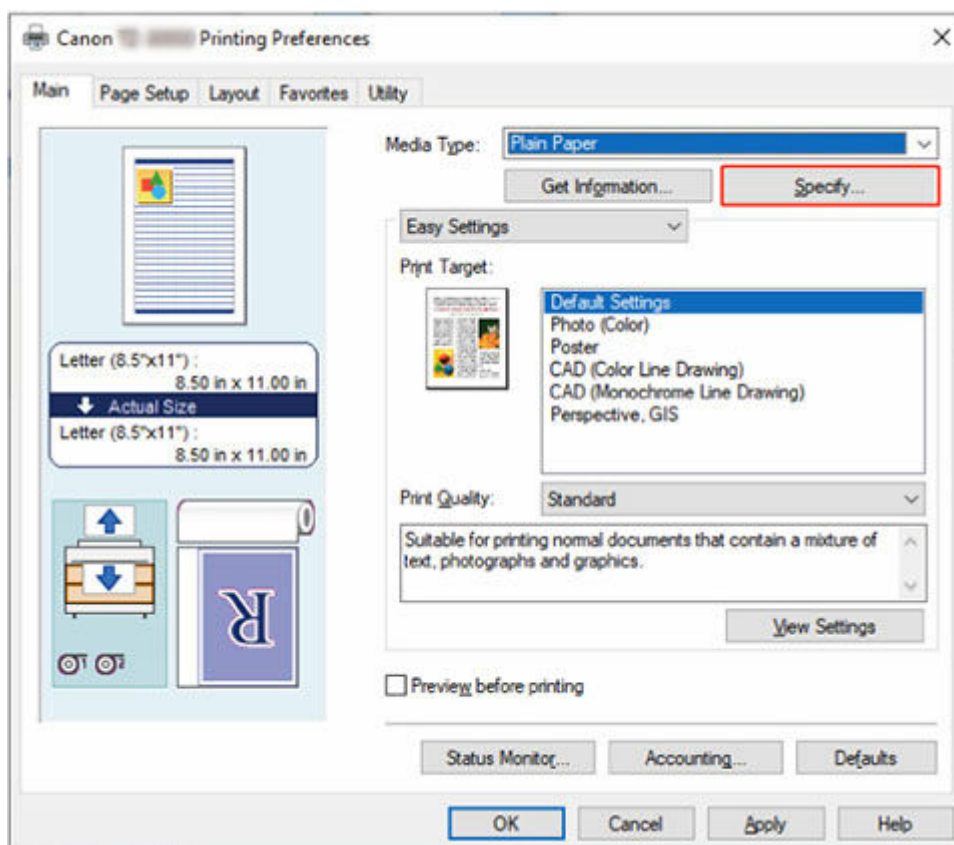 Canon Printing Preferences
Main Page Setup Layout Favorites Utility
Media Type: Plain Paper
Get Information... Specify...
Easy Settings
Print Target:
Default Settings
Photo (Color)
Poster
CAD (Color Line Drawing)
CAD (Monochrome Line Drawing)
Perspective, GIS
Letter (8.5"x11") :
8.50 in x 11.00 in
Actual Size
Letter (8.5"x11") :
8.50 in x 11.00 in
Print Quality: Standard
Suitable for printing normal documents that contain a mixture of
text, photographs and graphics.
View Settings
R
1 2
Preview before printing
Status Monitor... Accounting... Defaults
OK Cancel Apply Help